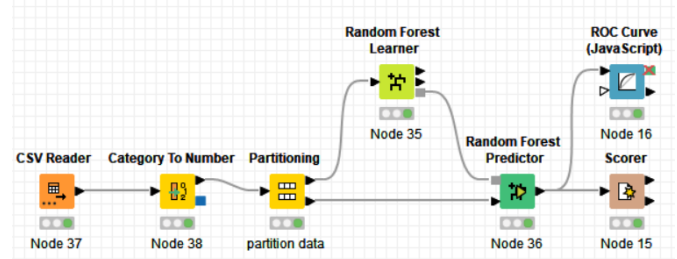 Random Forest
Learner
ROC Curve
(JavaScript)
Node 35
Node 16
CSV Reader
Category To Number
Partitioning
Random Forest
Predictor
Scorer
Node 37
Node 38
partition data
Node 36
Node 15